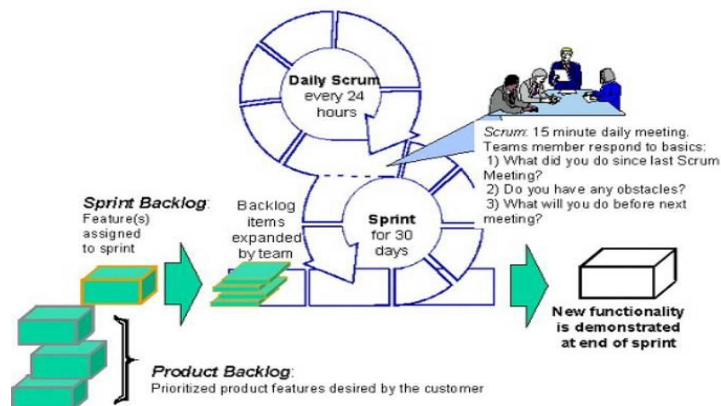 Daily Scrum
every 24
hours
Scrum: 15 minute daily meeting.
Teams member respond to basics:
1) What did you do since last Scrum
Meeting?
2) Do you have any obstacles?
3) What will you do before next
meeting?
Sprint Backlog:
Feature(s)
assigned
to sprint
Backlog
items
expanded
by team
Sprint
for 30
days
New functionality
is demonstrated
at end of sprint
Product Backlog:
Prioritized product features desired by the customer